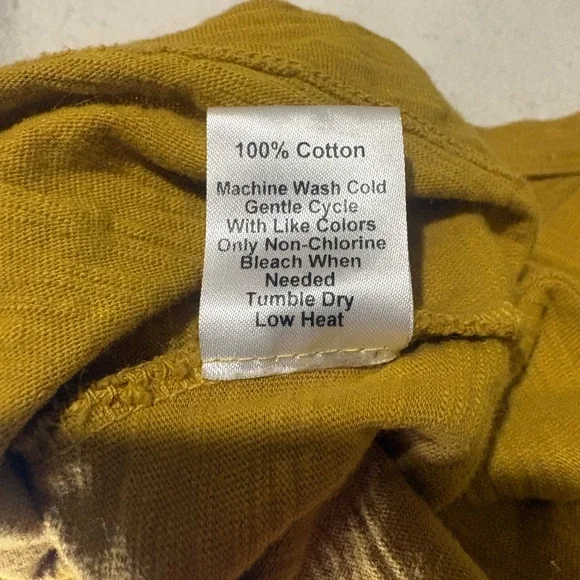 100% Cotton
Machine Wash Cold
Gentle Cycle
With Like Colors
Only Non-Chlorine
Bleach When
Needed
Tumble Dry
Low Heat